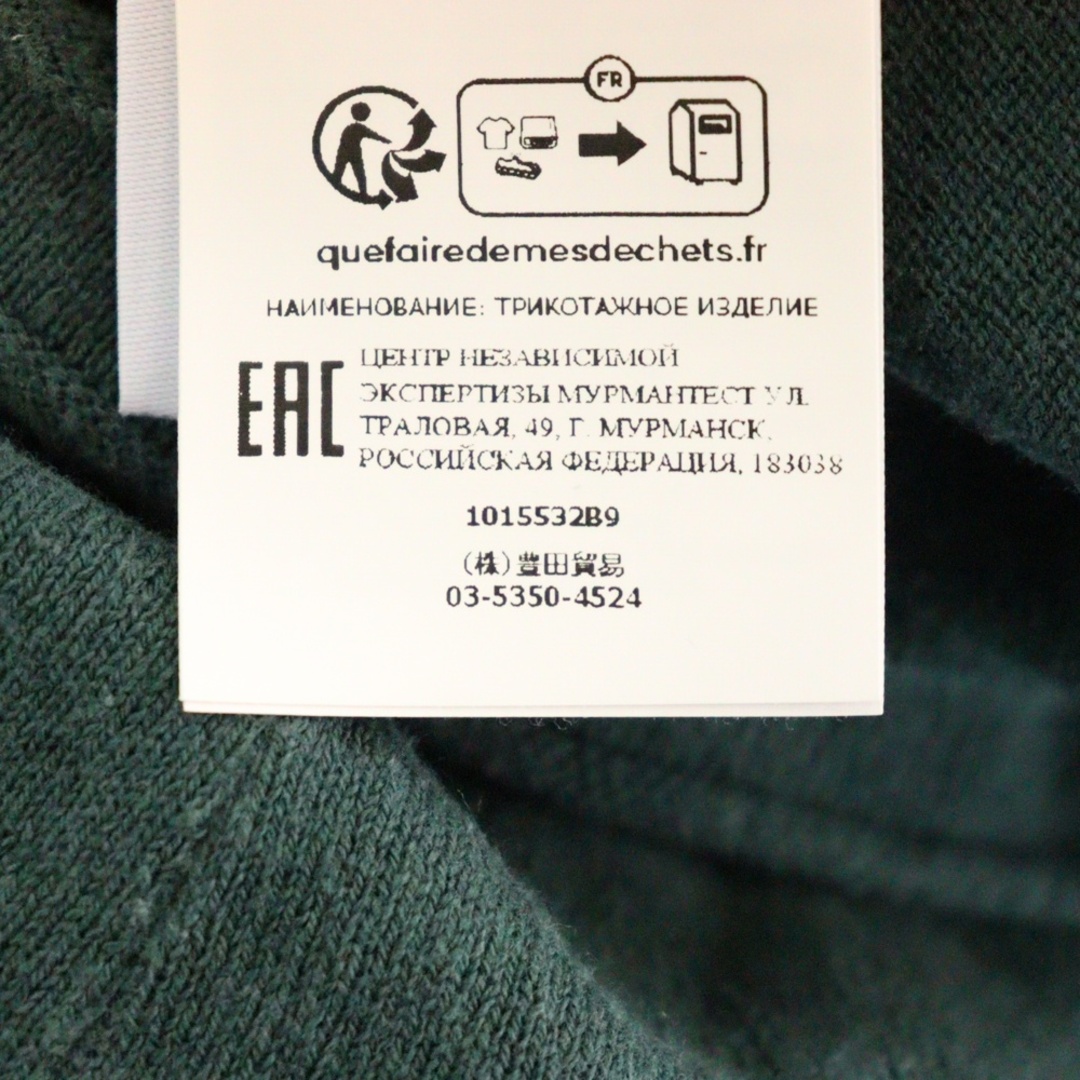 FR
quefairedemesdechets.fr
НАИМЕНОВАНИЕ: ТРИКОТАЖНОЕ ИЗДЕЛИЕ
EAC
ЦЕНТР НЕЗАВИСИМОЙ
ЭКСПЕРТИЗЫ МУРМАНТЕСТ УЛ.
ТРАЛОВАЯ, 49, Г. МУРМАНСК,
РОССИЙСКАЯ ФЕДЕРАЦИЯ, 183038
1015532B9
(株)豊田貿易
03-5350-4524